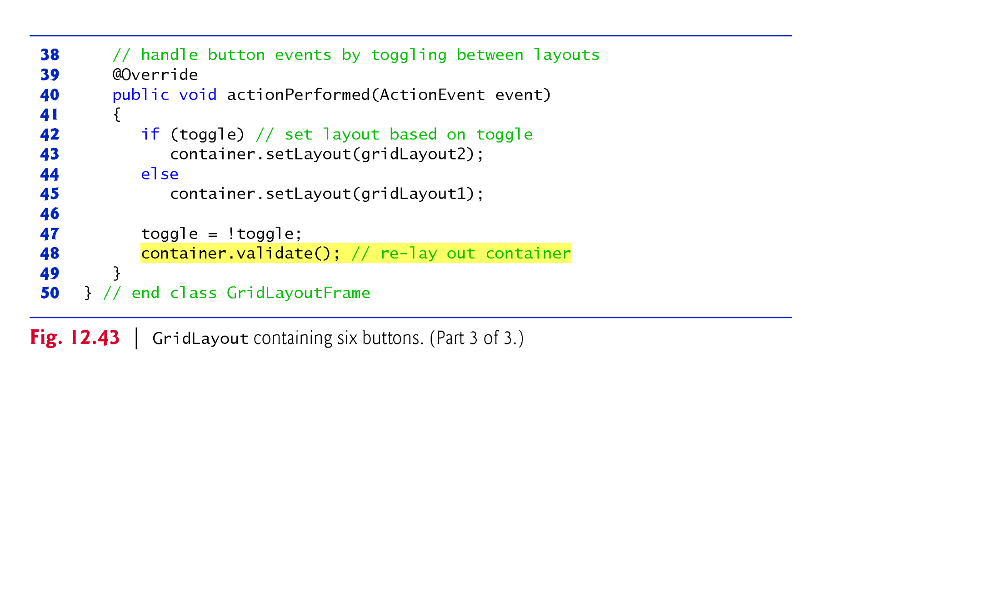 38 // handle button events by toggling between layouts
39 @Override
40 public void actionPerformed(ActionEvent event)
41 {
42 if (toggle) // set layout based on toggle
43 container.setLayout(gridLayout2);
44 else
45 container.setLayout(gridLayout1);
46
47 toggle = !toggle;
48 container.validate(); // re-lay out container
49 }
50 } // end class GridLayoutFrame
Fig. 12.43 | GridLayout containing six buttons. (Part 3 of 3.)